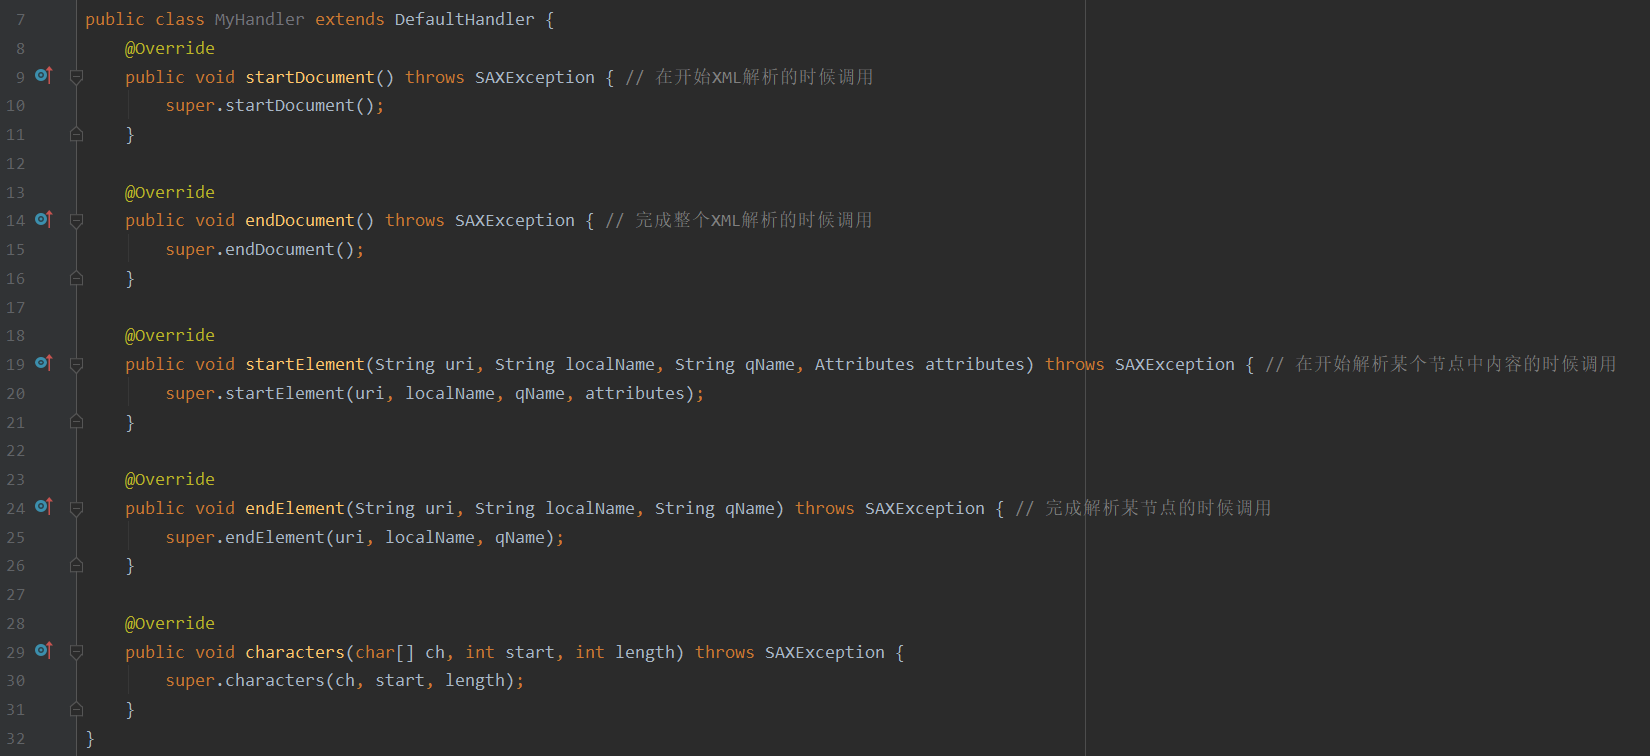 7 public class MyHandler extends DefaultHandler {
8 @Override
9 public void startDocument() throws SAXException { // 在开始XML解析的时候调用
10 super.startDocument();
11 }
12
13 @Override
14 public void endDocument() throws SAXException { // 完成整个XML解析的时候调用
15 super.endDocument();
16 }
17
18 @Override
19 public void startElement(String uri, String localName, String qName, Attributes attributes) throws SAXException { // 在开始解析某个节点中内容的时候调用
20 super.startElement(uri, localName, qName, attributes);
21 }
22
23 @Override
24 public void endElement(String uri, String localName, String qName) throws SAXException { // 完成解析某节点的时候调用
25 super.endElement(uri, localName, qName);
26 }
27
28 @Override
29 public void characters(char[] ch, int start, int length) throws SAXException {
30 super.characters(ch, start, length);
31 }
32 }